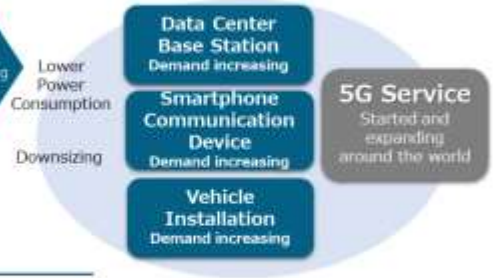 Data Center
Base Station
Demand increasing
Lower
Power
Consumption
Smartphone
Communication
Device
Demand increasing
5G Service
Started and
expanding
around the world
Downsizing
Vehicle
Installation
Demand increasing